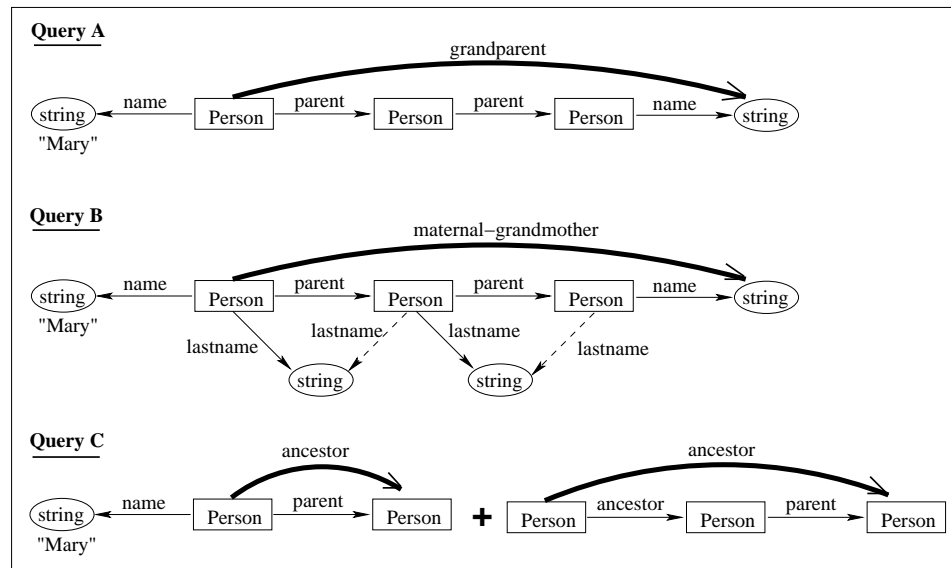 Query A
grandparent
name parent parent name
string Person Person Person string
"Mary"
Query B
maternal-grandmother
name parent parent name
string Person Person Person string
"Mary"
lastname lastname lastname lastname
string string
Query C
ancestor ancestor
name parent ancestor parent
string Person Person + Person Person Person
"Mary"